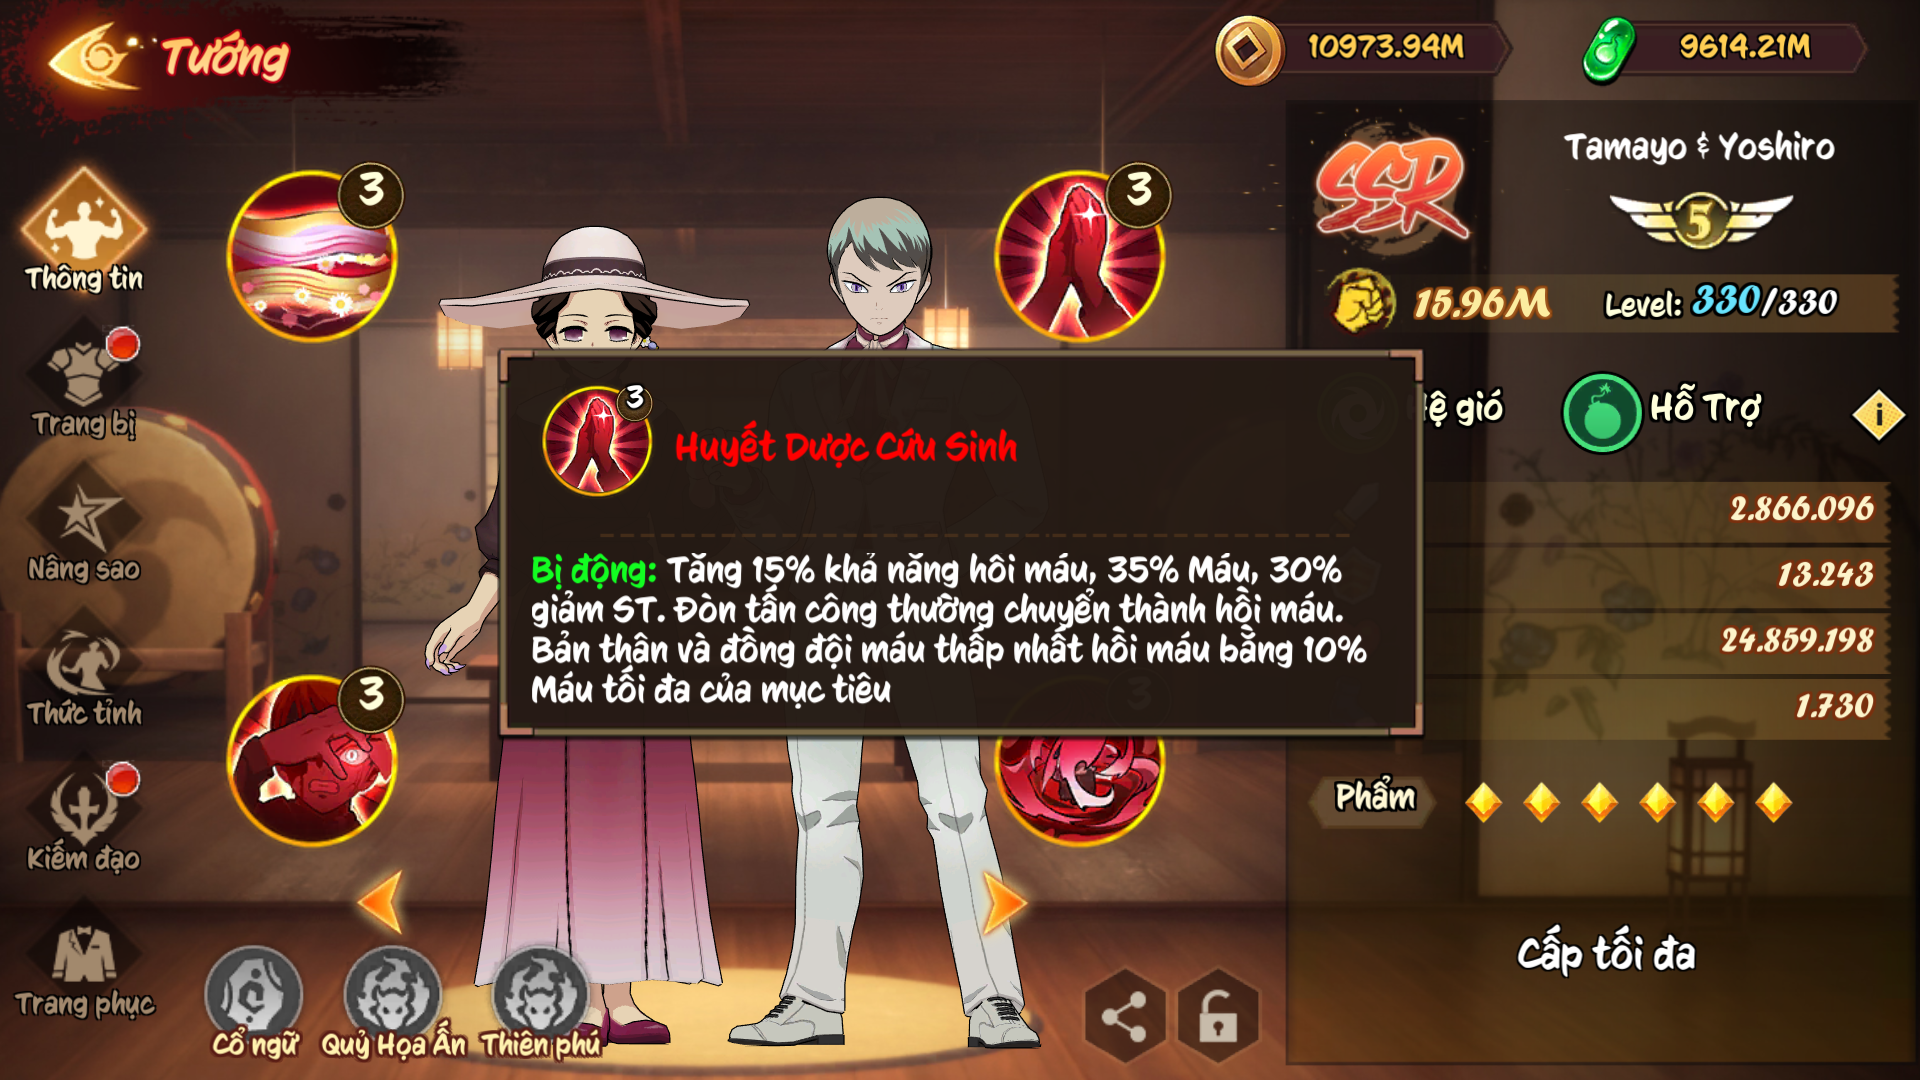 Tướng
10973.94M
9614.21M
SSR
Tamayo & Yoshiro
5
15.96M
Level: 330/330
Thông tin
3
3
Trang bị
Hỗ Trợ
i
3
Huyết Dược Cứu Sinh
2.866.096
13.243
24.859.198
1.730
Bị động: Tăng 15% khả năng hồi máu, 35% Máu, 30%
giảm ST. Đòn tấn công thường chuyển thành hồi máu.
Bản thân và đồng đội máu thấp nhất hồi máu bằng 10%
Máu tối đa của mục tiêu
Nâng sao
Thức tỉnh
3
3
Kiếm đạo
Phẩm
Trang phục
Cổ ngữ
Quỷ Họa Ấn
Thiên phú
Cấp tối đa